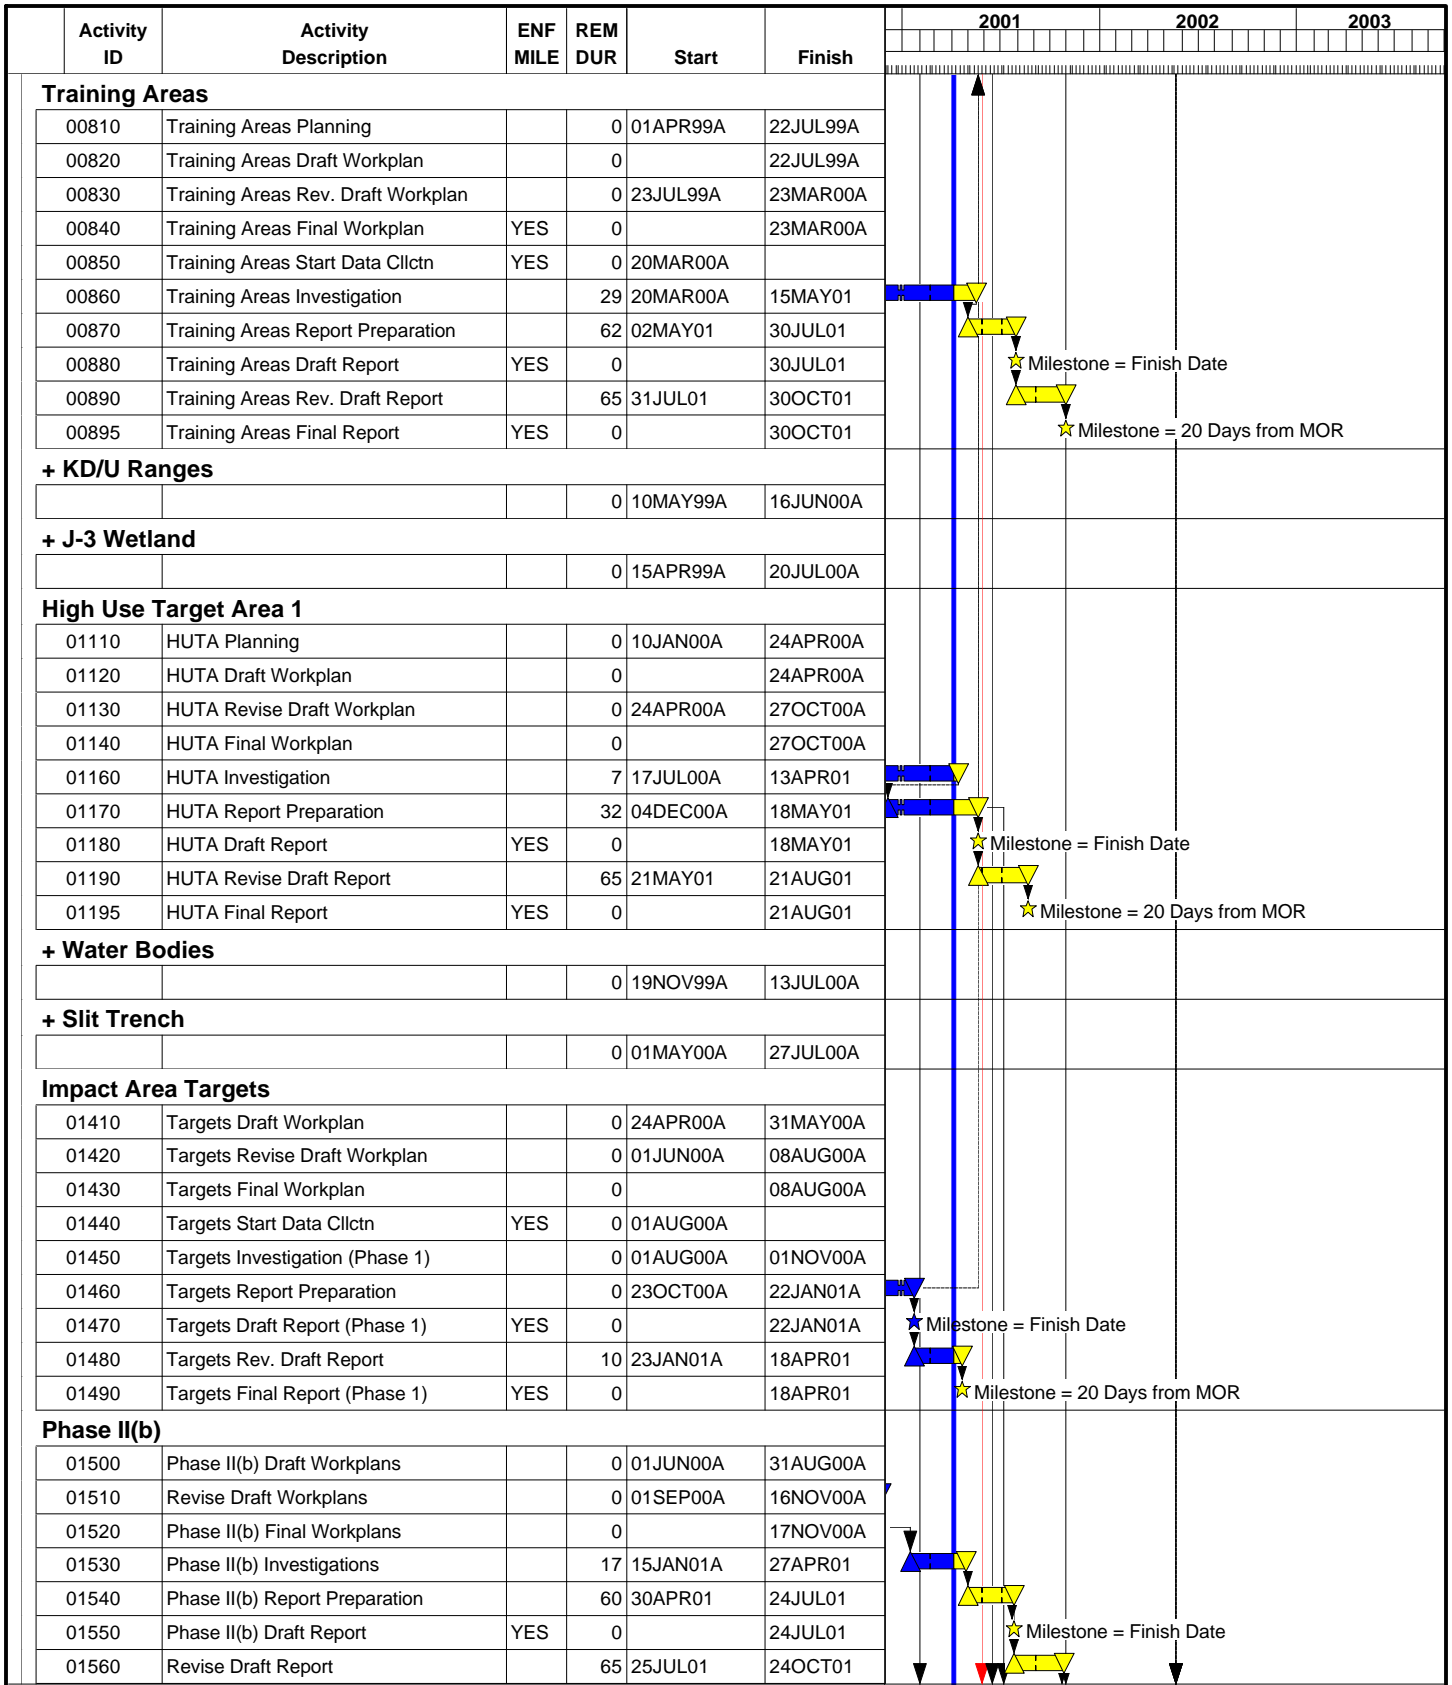 2001 2002 2003
Activity ID Activity Description ENF MILE REM DUR Start Finish
Training Areas
00810 Training Areas Planning 0 01APR99A 22JUL99A
00820 Training Areas Draft Workplan 0 22JUL99A
00830 Training Areas Rev. Draft Workplan 0 23JUL99A 23MAR00A
00840 Training Areas Final Workplan YES 0 23MAR00A
00850 Training Areas Start Data Cllctn YES 0 20MAR00A
00860 Training Areas Investigation 29 20MAR00A 15MAY01
00870 Training Areas Report Preparation 62 02MAY01 30JUL01
00880 Training Areas Draft Report YES 0 30JUL01 Milestone = Finish Date
00890 Training Areas Rev. Draft Report 65 31JUL01 30OCT01
00895 Training Areas Final Report YES 0 30OCT01 Milestone = 20 Days from MOR
+ KD/U Ranges
0 10MAY99A 16JUN00A
+ J-3 Wetland
0 15APR99A 20JUL00A
High Use Target Area 1
01110 HUTA Planning 0 10JAN00A 24APR00A
01120 HUTA Draft Workplan 0 24APR00A
01130 HUTA Revise Draft Workplan 0 24APR00A 27OCT00A
01140 HUTA Final Workplan 0 27OCT00A
01160 HUTA Investigation 7 17JUL00A 13APR01
01170 HUTA Report Preparation 32 04DEC00A 18MAY01
01180 HUTA Draft Report YES 0 18MAY01 Milestone = Finish Date
01190 HUTA Revise Draft Report 65 21MAY01 21AUG01
01195 HUTA Final Report YES 0 21AUG01 Milestone = 20 Days from MOR
+ Water Bodies
0 19NOV99A 13JUL00A
+ Slit Trench
0 01MAY00A 27JUL00A
Impact Area Targets
01410 Targets Draft Workplan 0 24APR00A 31MAY00A
01420 Targets Revise Draft Workplan 0 01JUN00A 08AUG00A
01430 Targets Final Workplan 0 08AUG00A
01440 Targets Start Data Cllctn YES 0 01AUG00A
01450 Targets Investigation (Phase 1) 0 01AUG00A 01NOV00A
01460 Targets Report Preparation 0 23OCT00A 22JAN01A
01470 Targets Draft Report (Phase 1) YES 0 22JAN01A Milestone = Finish Date
01480 Targets Rev. Draft Report 10 23JAN01A 18APR01
01490 Targets Final Report (Phase 1) YES 0 18APR01 Milestone = 20 Days from MOR
Phase II(b)
01500 Phase II(b) Draft Workplans 0 01JUN00A 31AUG00A
01510 Revise Draft Workplans 0 01SEP00A 16NOV00A
01520 Phase II(b) Final Workplans 0 17NOV00A
01530 Phase II(b) Investigations 17 15JAN01A 27APR01
01540 Phase II(b) Report Preparation 60 30APR01 24JUL01
01550 Phase II(b) Draft Report YES 0 24JUL01 Milestone = Finish Date
01560 Revise Draft Report 65 25JUL01 24OCT01